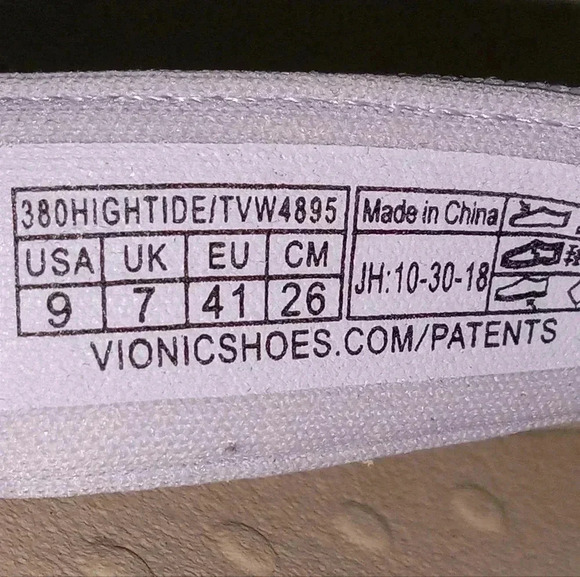 380HIGHTIDE/TVW4895
USA UK EU CM
9 7 41 26
Made in China
JH:10-30-18
VIONICSHOES.COM/PATENTS